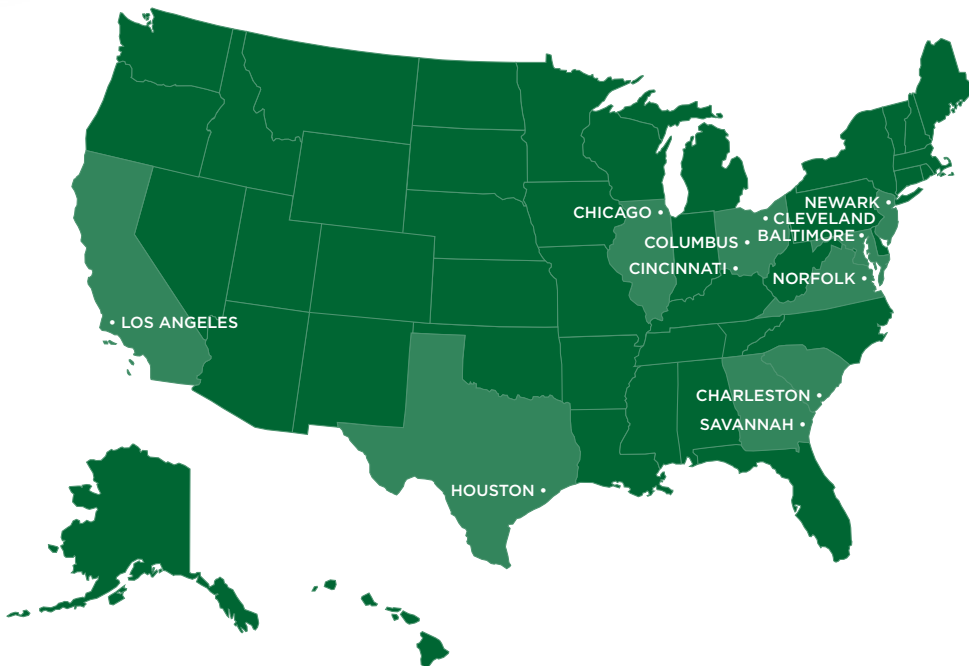 NEWARK
CHICAGO
CLEVELAND
BALTIMORE
COLUMBUS
CINCINNATI
NORFOLK
LOS ANGELES
CHARLESTON
SAVANNAH
HOUSTON